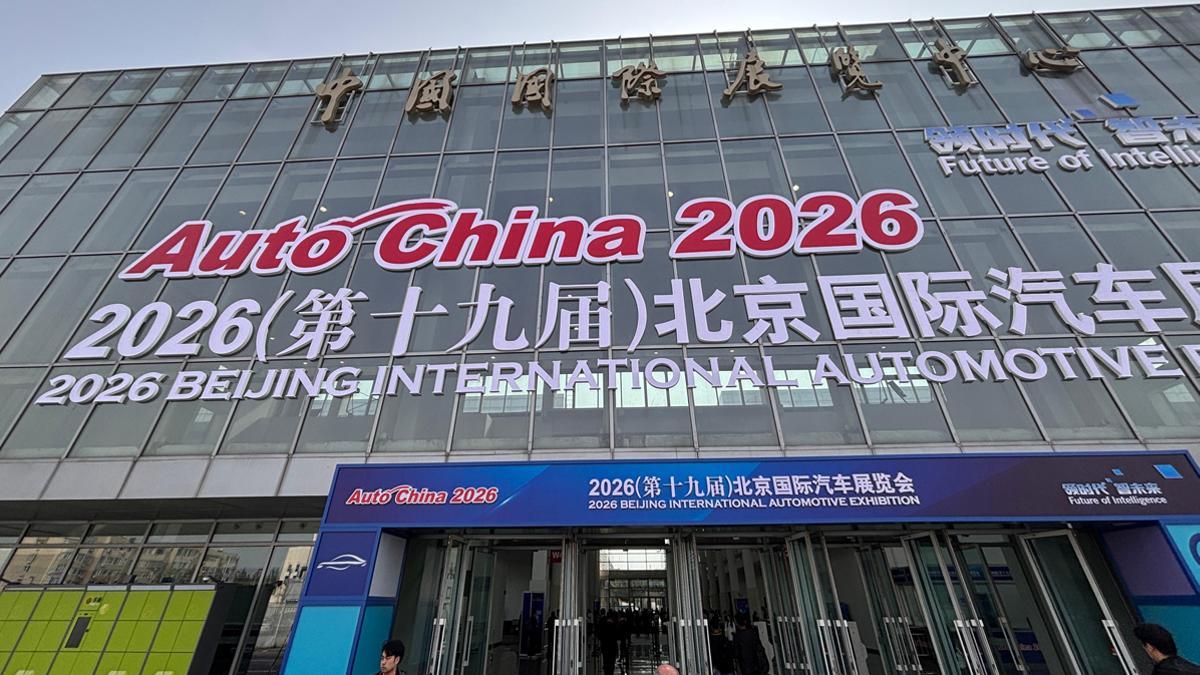 中国国际展览中心
领时代 智未
Future of Intelli
Auto China 2026
2026(第十九届)北京国际汽车展
2026 BEIJING INTERNATIONAL AUTOMOTIVE E
Auto China 2026
2026(第十九届)北京国际汽车展览会
2026 BEIJING INTERNATIONAL AUTOMOTIVE EXHIBITION
领时代 智未来
Future of Intelligence